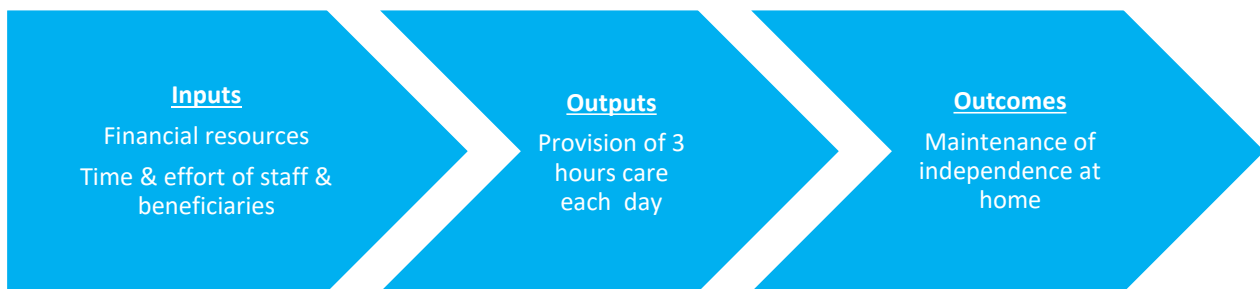 Inputs
Financial resources
Time & effort of staff &
beneficiaries
Outputs
Provision of 3
hours care
each  day
Outcomes
Maintenance of
independence at
home